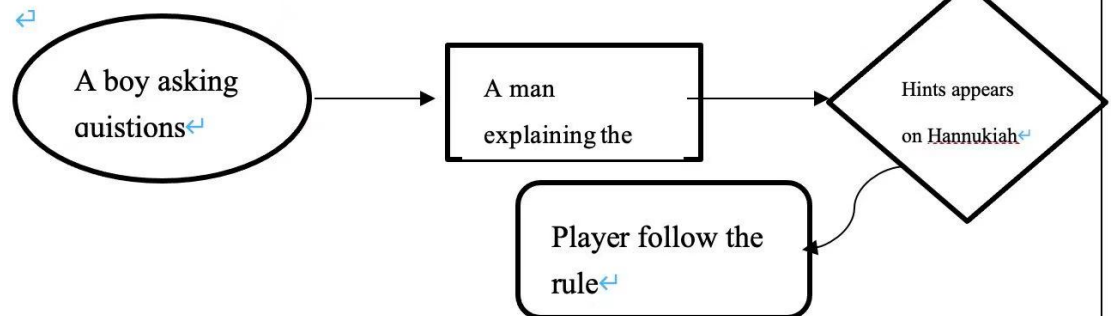 A boy asking
quistions
A man
explaining the
Hints appears
on Hannukiah
Player follow the
rule